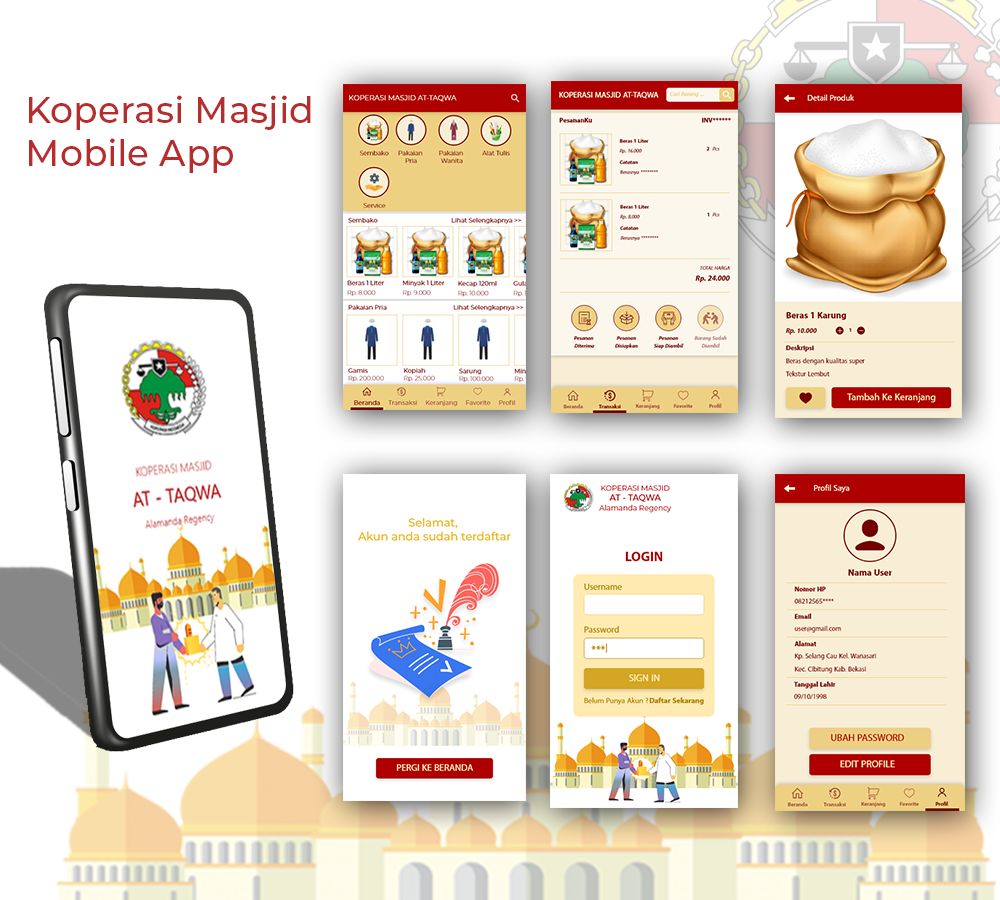 Koperasi Masjid
Mobile App
KOPERASI MASJID
AT - TAQWA
Alamanda Regency
KOPERASI MASJID AT-TAQWA
Sembako
Pakaian Pria
Pakaian Wanita
Alat Tulis
Service
Sembako Lihat Selengkapnya >>
Beras 1 Liter Minyak 1 Liter Kecap 120ml Gula
Rp. 8.000 Rp. 9.000 Rp. 10.000 Rp.
Pakaian Pria Lihat Selengkapnya >>
Gamis Kopiah Sarung Min
Rp. 200.000 Rp. 25.000 Rp. 100.000 Rp.
Beranda Transaksi Keranjang Favorite Profil
KOPERASI MASJID AT-TAQWA Cari Barang ...
PesananKu INV******
Beras 1 Liter
Rp. 16.000 2 Pcs
Catatan
Berasnya ********
Beras 1 Liter
Rp. 8.000 1 Pcs
Catatan
Berasnya ********
TOTAL HARGA
Rp. 24.000
Pesanan Diterima
Pesanan Disiapkan
Pesanan Siap Diambil
Barang Sudah Diambil
Beranda Transaksi Keranjang Favorite Profil
Detail Produk
Beras 1 Karung
Rp. 10.000 + 1 -
Deskripsi
Beras dengan kualitas super
Tekstur Lembut
Tambah Ke Keranjang
Selamat,
Akun anda sudah terdaftar
PERGI KE BERANDA
KOPERASI MASJID
AT - TAQWA
Alamanda Regency
LOGIN
Username
Password
***|
SIGN IN
Belum Punya Akun ? Daftar Sekarang
Profil Saya
Nama User
Nomor HP
08212565****
Email
user@gmail.com
Alamat
Kp. Selang Cau Kel. Wanasari
Kec. Cibitung Kab. Bekasi
Tanggal Lahir
09/10/1998
UBAH PASSWORD
EDIT PROFILE
Beranda Transaksi Keranjang Favorite Profil